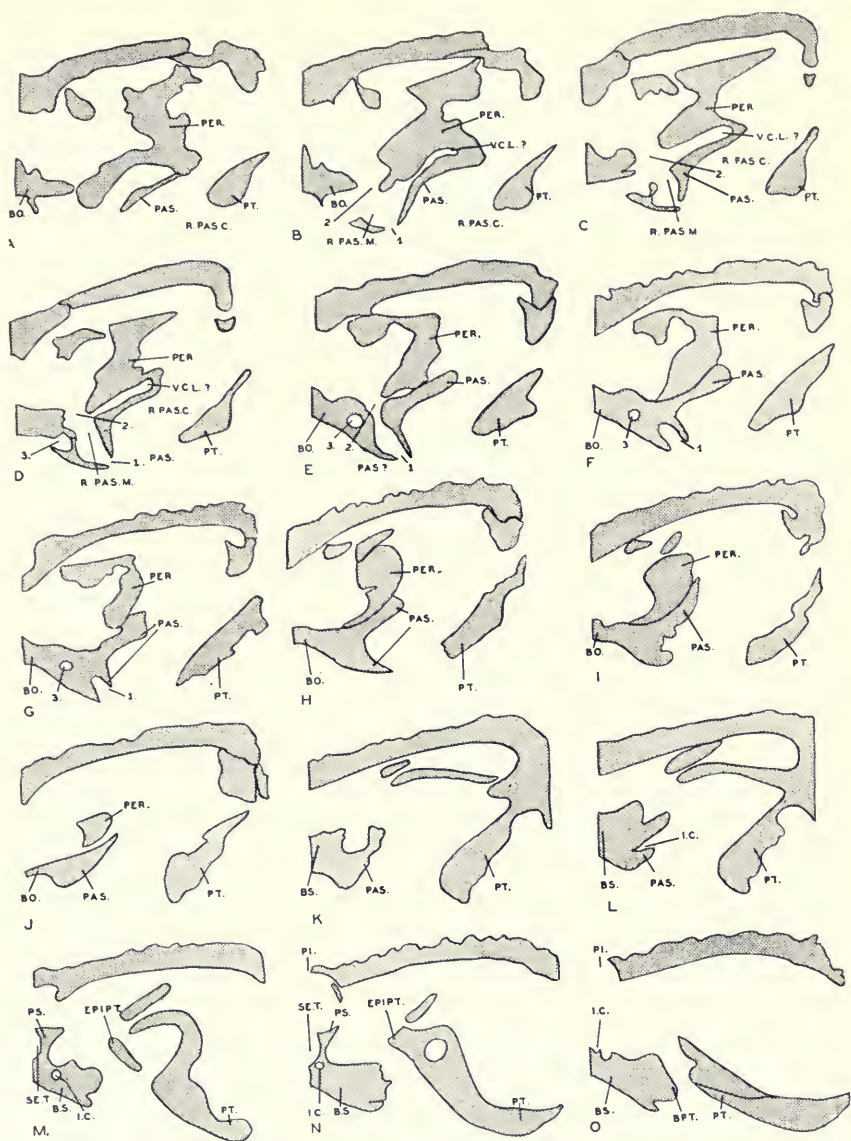 PER.
BO.
PAS.
PT.
R. PAS C.
A
PER.
V.C.L. ?
BO.
PAS.
PT.
2
R. PAS. C.
B
R. PAS. M.
1
PER
V.C.L. ?
R. PAS C.
2.
PAS.
PT.
C
R. PAS. M
PER
V.C.L. ?
R. PAS.C.
2.
3.
PT.
1.
PAS.
D
R. PAS. M.
PER.
PAS.
BO.
3.
2.
PT.
E
PAS ?
1
PER.
PAS.
BO.
3
PT.
F
1
PER
PAS.
BO.
3.
1.
PT.
G
PER.
PAS.
BO.
PT.
H
PER.
BO.
PAS.
PT.
I
PER.
BO.
PAS.
PT.
J
BS.
PAS.
PT.
K
I.C.
BS.
PAS.
PT.
L
PS.
EPIPT.
SE.T.
B.S.
I.C.
PT.
M.
PI.
SE.T.
PS.
EPIPT.
I.C.
B.S.
PT.
N
PI.
I.C.
BS.
BPT.
PT.
O